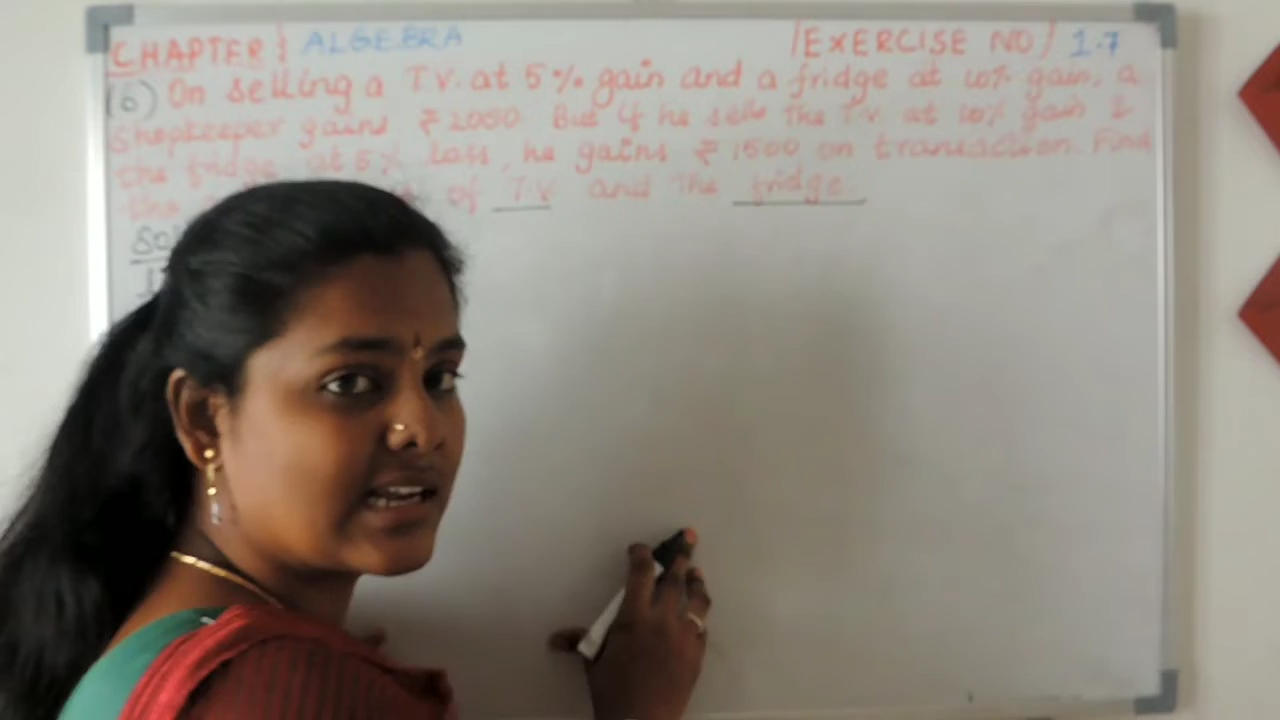 CHAPTER : ALGEBRA /EXERCISE NO/ 1.7
(6) On selling a T.V. at 5% gain and a fridge at 10% gain, a
Shopkeeper gains ₹ 2000. But if he sells the T.V. at 10% gain &
the fridge at 5% loss, he gains ₹ 1500 on transaction. Find
the of T.V and the fridge.